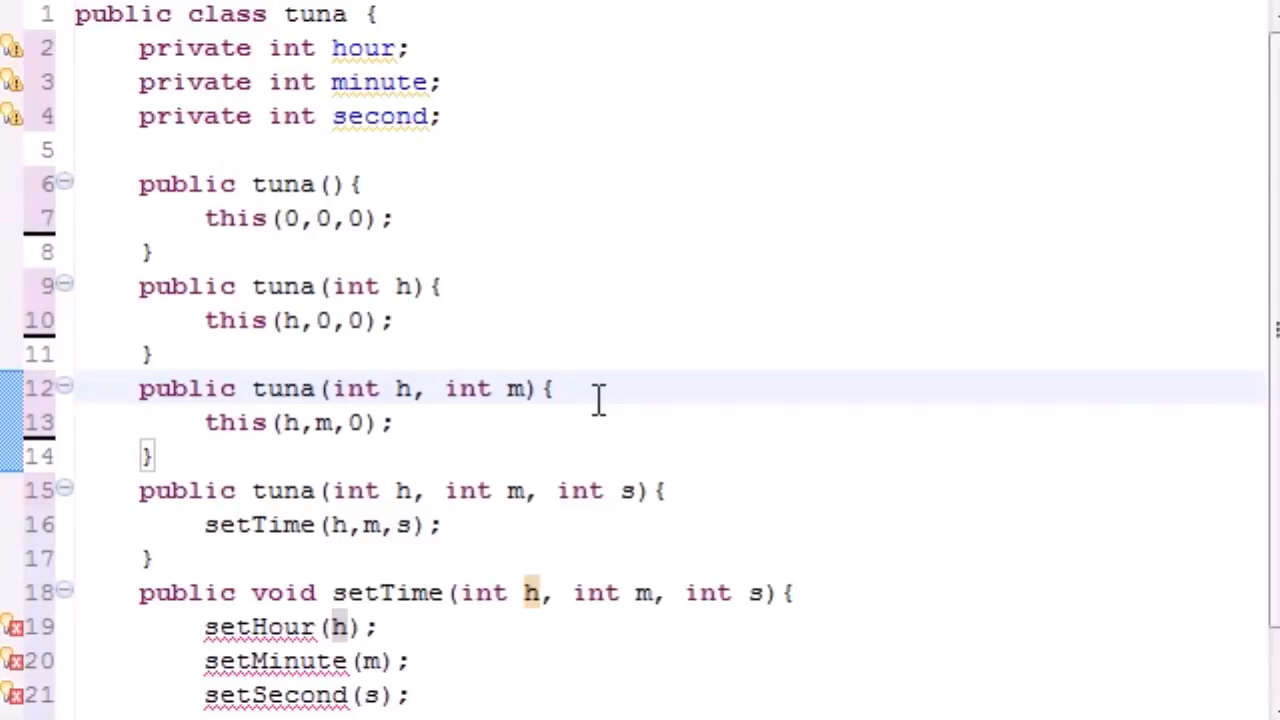 1 public class tuna {
2 private int hour;
3 private int minute;
4 private int second;
5
6 public tuna(){
7 this(0,0,0);
8 }
9 public tuna(int h){
10 this(h,0,0);
11 }
12 public tuna(int h, int m){
13 this(h,m,0);
14 }
15 public tuna(int h, int m, int s){
16 setTime(h,m,s);
17 }
18 public void setTime(int h, int m, int s){
19 setHour(h);
20 setMinute(m);
21 setSecond(s);